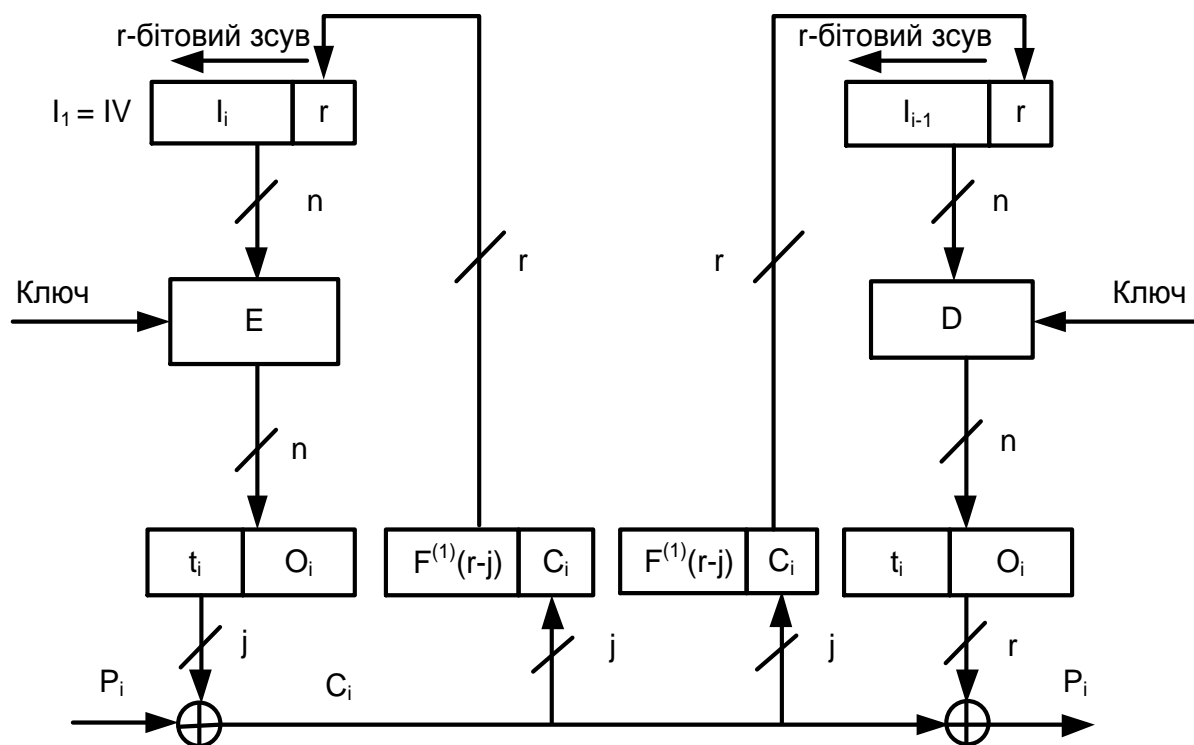 r-бітовий зсув
r-бітовий зсув
I₁ = IV
Iᵢ
r
Iᵢ₋₁
r
n
n
r
r
Ключ
E
D
Ключ
n
n
tᵢ
Oᵢ
F⁽¹⁾(r-j)
Cᵢ
F⁽¹⁾(r-j)
Cᵢ
tᵢ
Oᵢ
j
j
j
r
Pᵢ
Cᵢ
Pᵢ